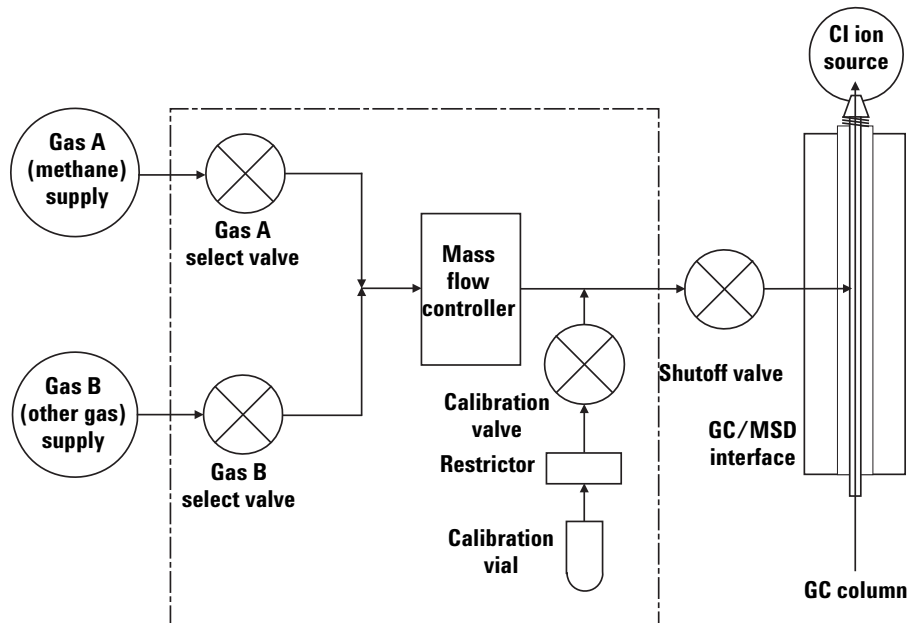 CI ion
source
Gas A
(methane)
supply
Gas A
select valve
Mass
flow
controller
Gas B
(other gas)
supply
Gas B
select valve
Calibration
valve
Restrictor
Calibration
vial
Shutoff valve
GC/MSD
interface
GC column